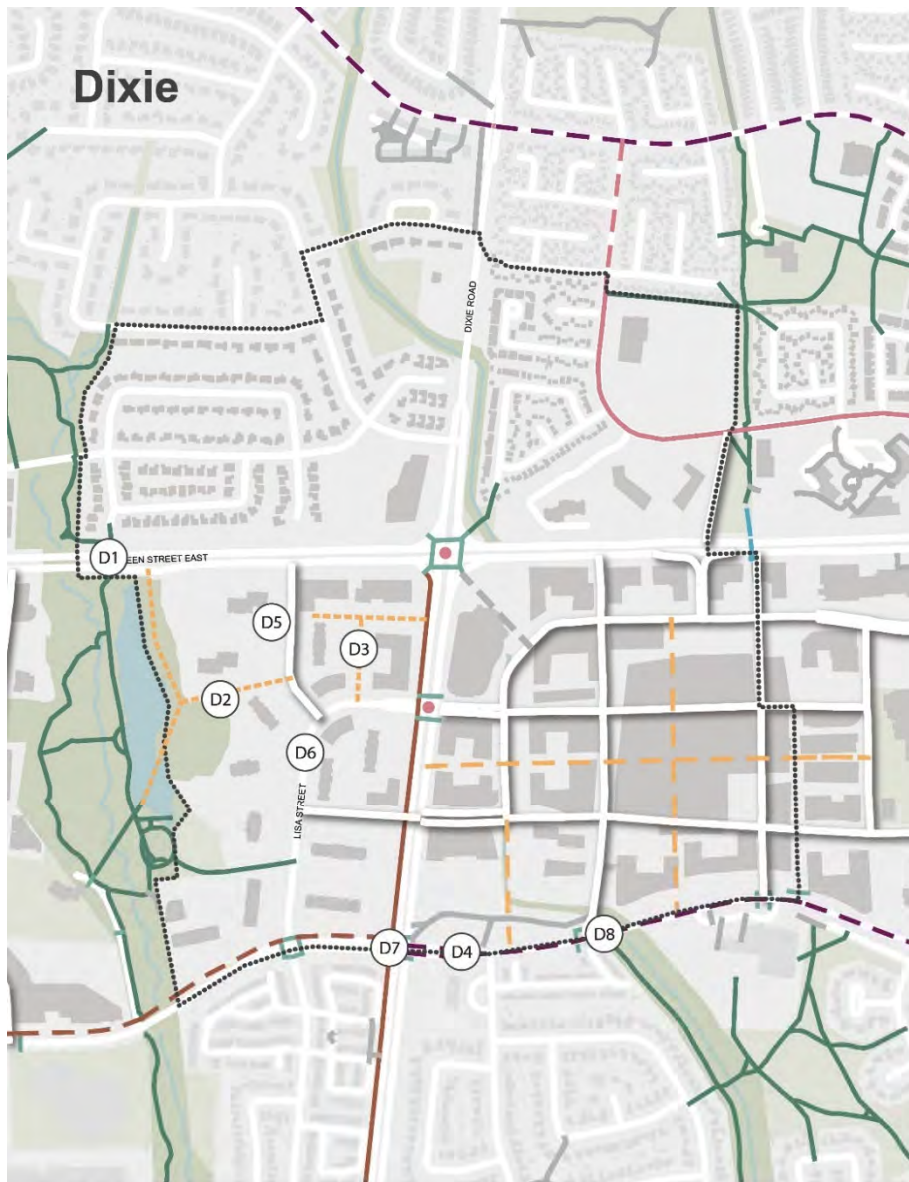 Dixie
DIXIE ROAD
D1
EEN STREET EAST
D5
D3
D2
D6
LISA STREET
D7
D4
D8